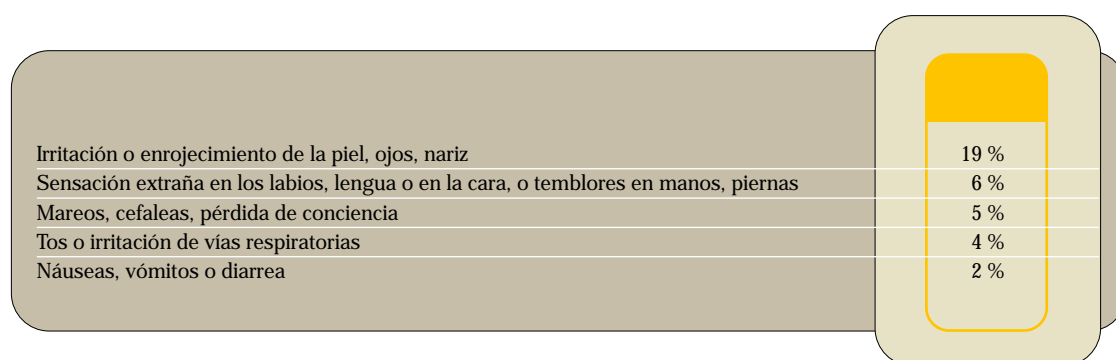 Irritación o enrojecimiento de la piel, ojos, nariz 19 %
Sensación extraña en los labios, lengua o en la cara, o temblores en manos, piernas 6 %
Mareos, cefaleas, pérdida de conciencia 5 %
Tos o irritación de vías respiratorias 4 %
Náuseas, vómitos o diarrea 2 %